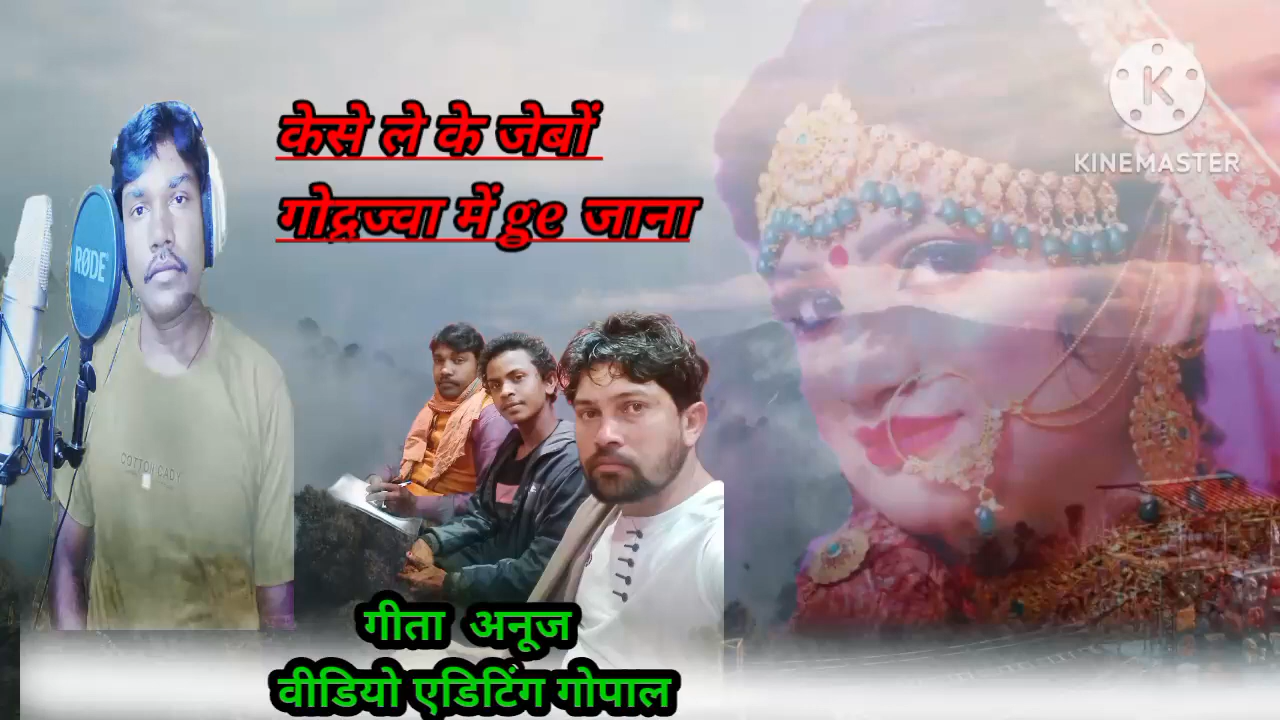 केसे ले के जेबों
गोद्रज्वा में ge जाना
KINEMASTER
RØDE
COTTON CADY
गीता अनूज
वीडियो एडिटिंग गोपाल